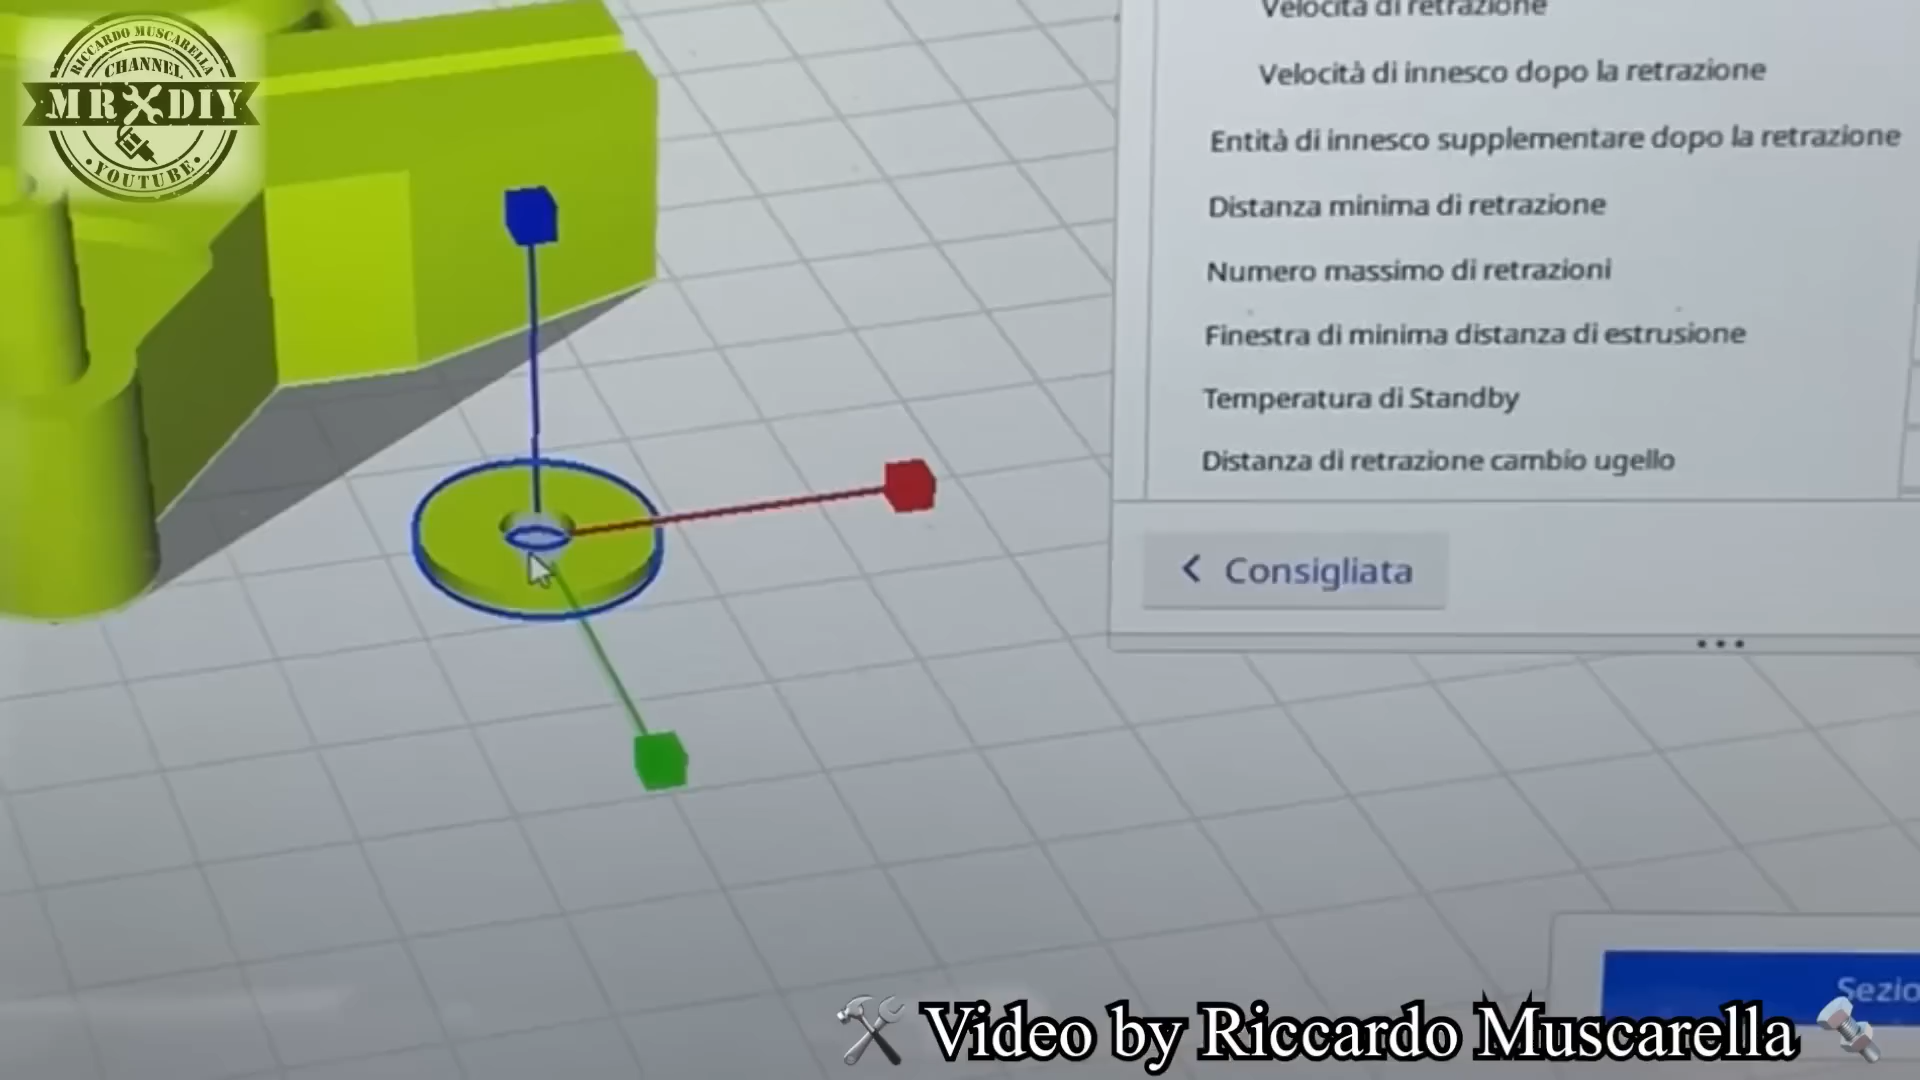 RICCARDO MUSCARELLA
CHANNEL
MR DIY
YOUTUBE
Velocità di retrazione
Velocità di innesco dopo la retrazione
Entità di innesco supplementare dopo la retrazione
Distanza minima di retrazione
Numero massimo di retrazioni
Finestra di minima distanza di estrusione
Temperatura di Standby
Distanza di retrazione cambio ugello
< Consigliata
Sezio
Video by Riccardo Muscarella